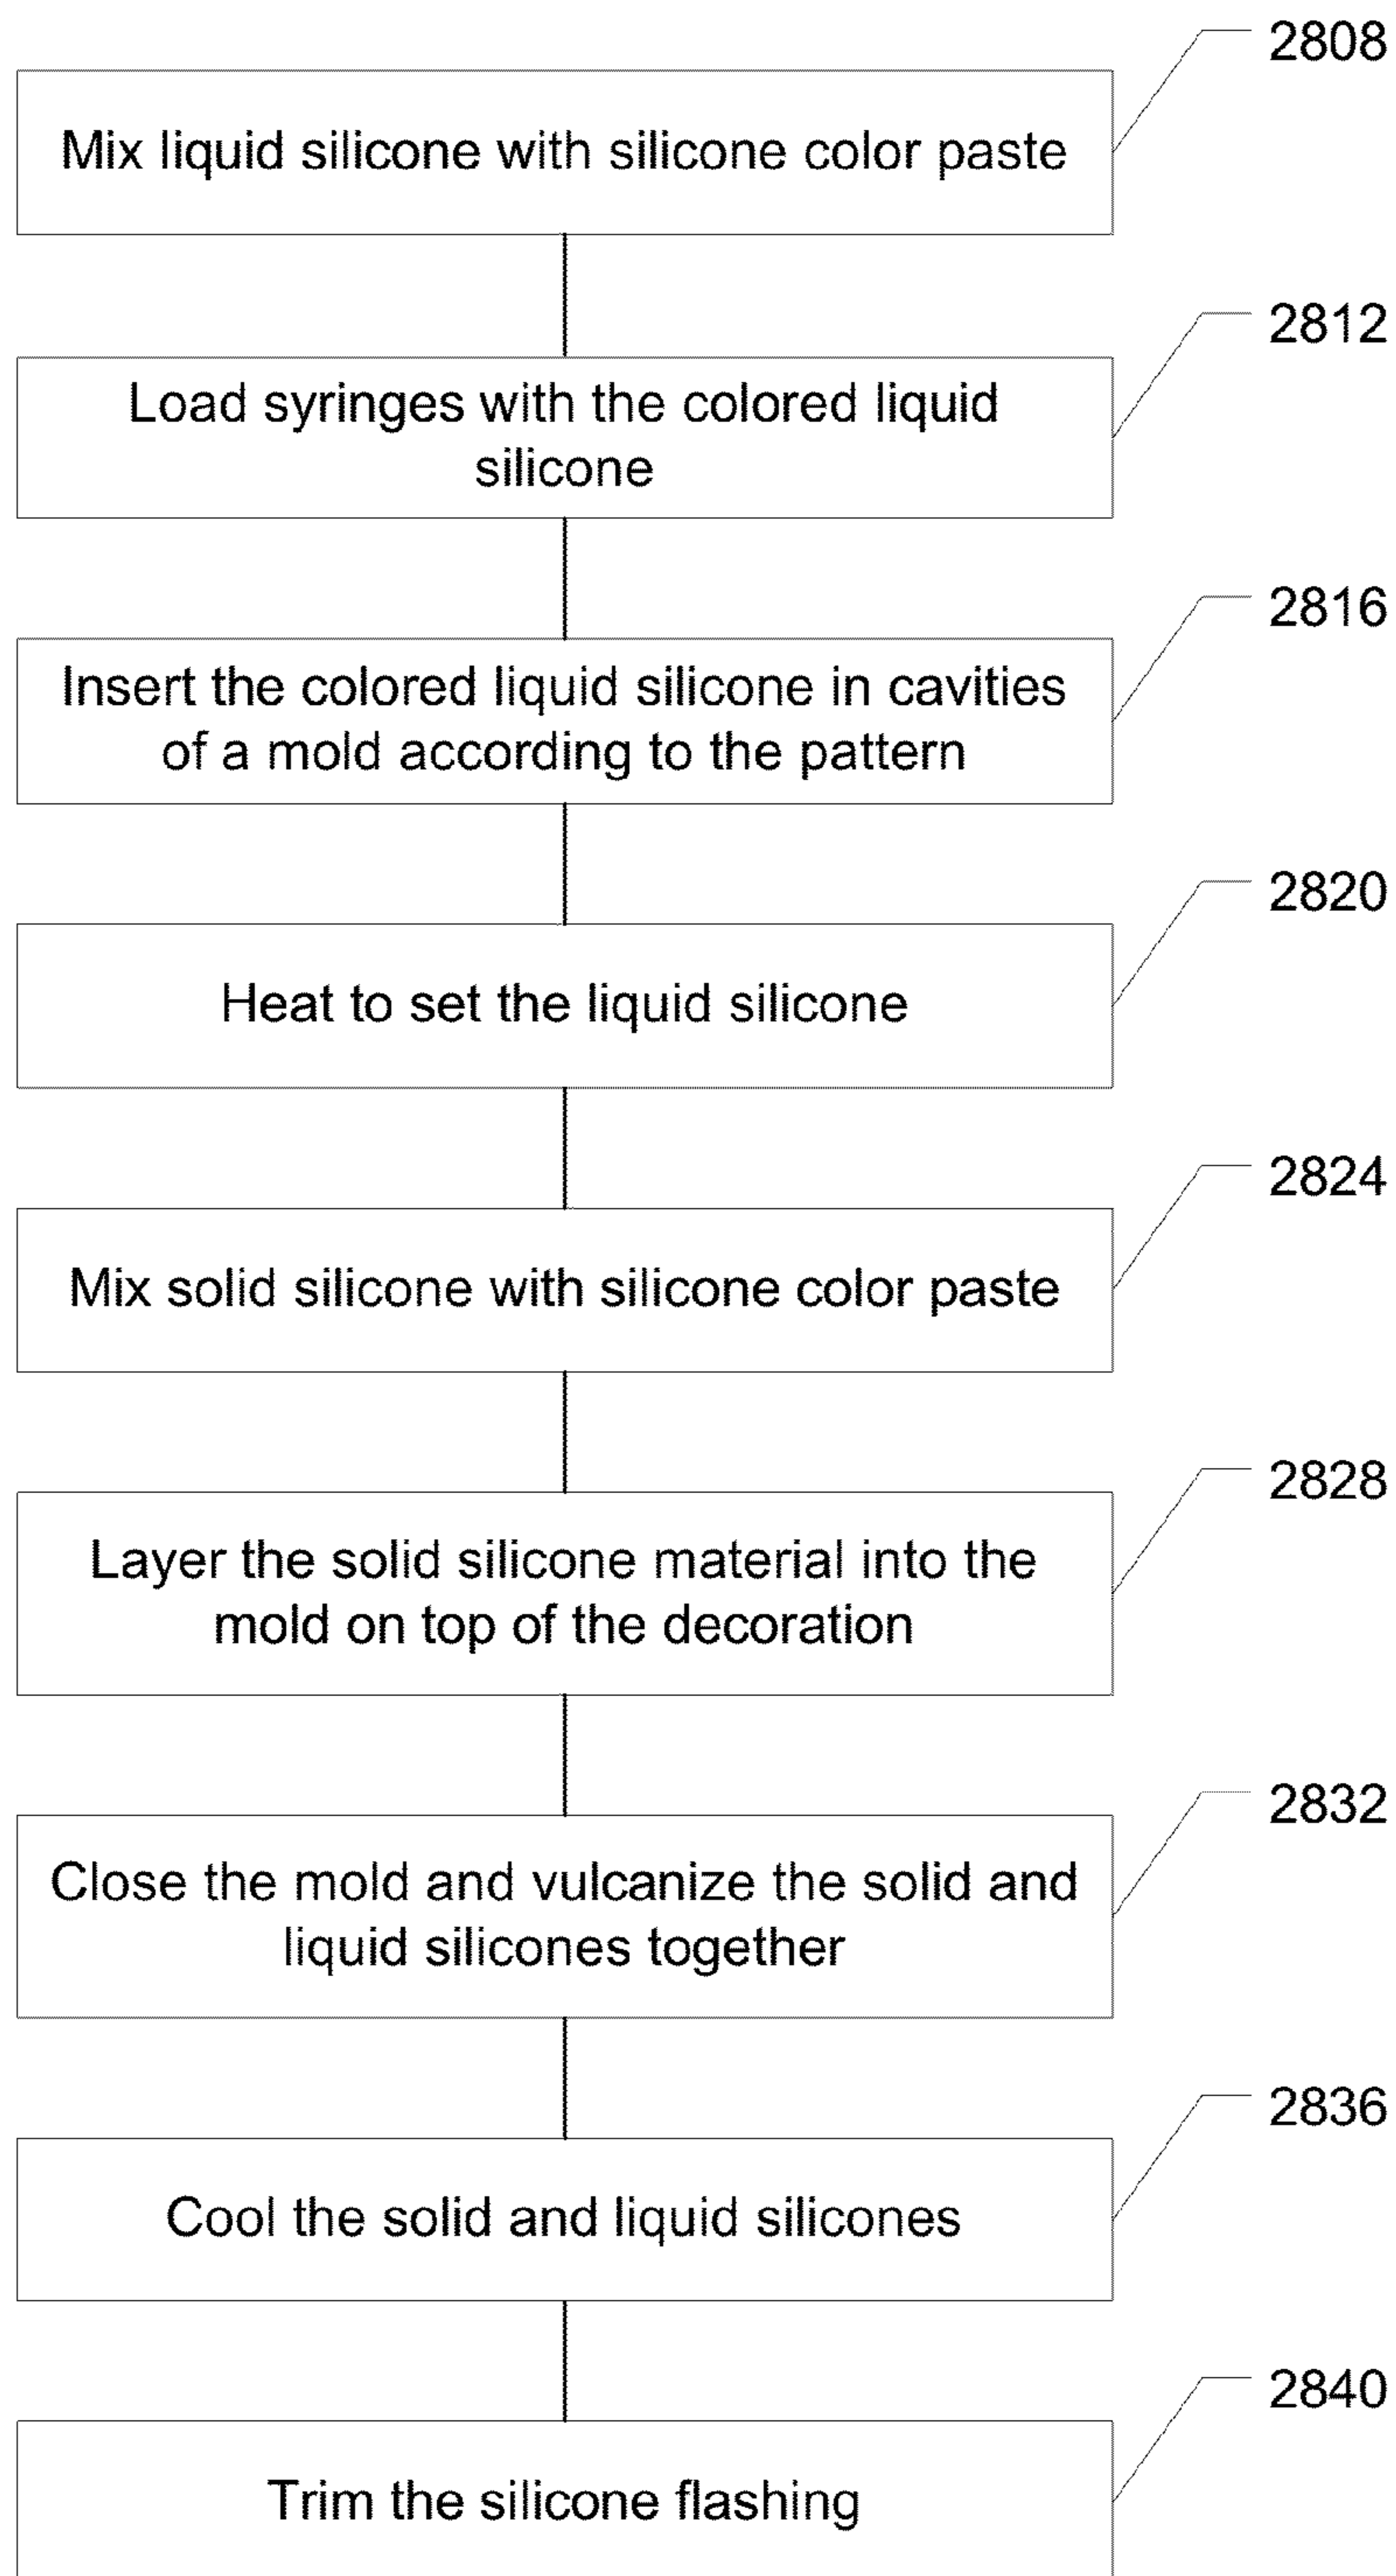 2808
Mix liquid silicone with silicone color paste
2812
Load syringes with the colored liquid
silicone
2816
Insert the colored liquid silicone in cavities
of a mold according to the pattern
2820
Heat to set the liquid silicone
2824
Mix solid silicone with silicone color paste
2828
Layer the solid silicone material into the
mold on top of the decoration
2832
Close the mold and vulcanize the solid and
liquid silicones together
2836
Cool the solid and liquid silicones
2840
Trim the silicone flashing